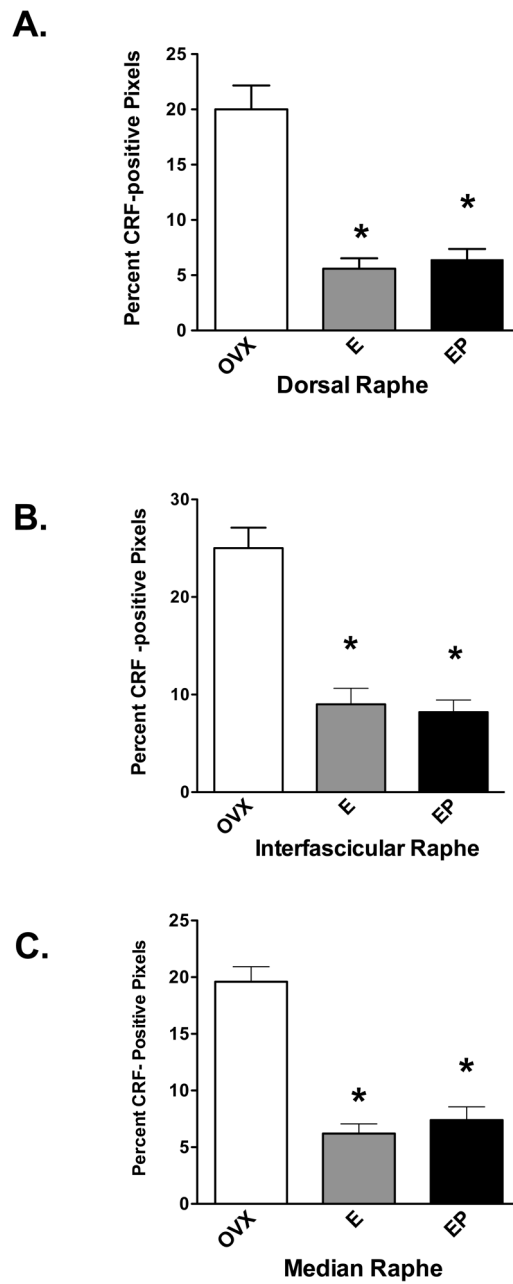 A.
Percent CRF-positive Pixels
25
20
15
10
5
0
*
*
OVX
E
EP
Dorsal Raphe
B.
Percent CRF -positive Pixels
30
20
10
0
*
*
OVX
E
EP
Interfascicular Raphe
C.
Percent CRF- Positive Pixels
25
20
15
10
5
0
*
*
OVX
E
EP
Median Raphe